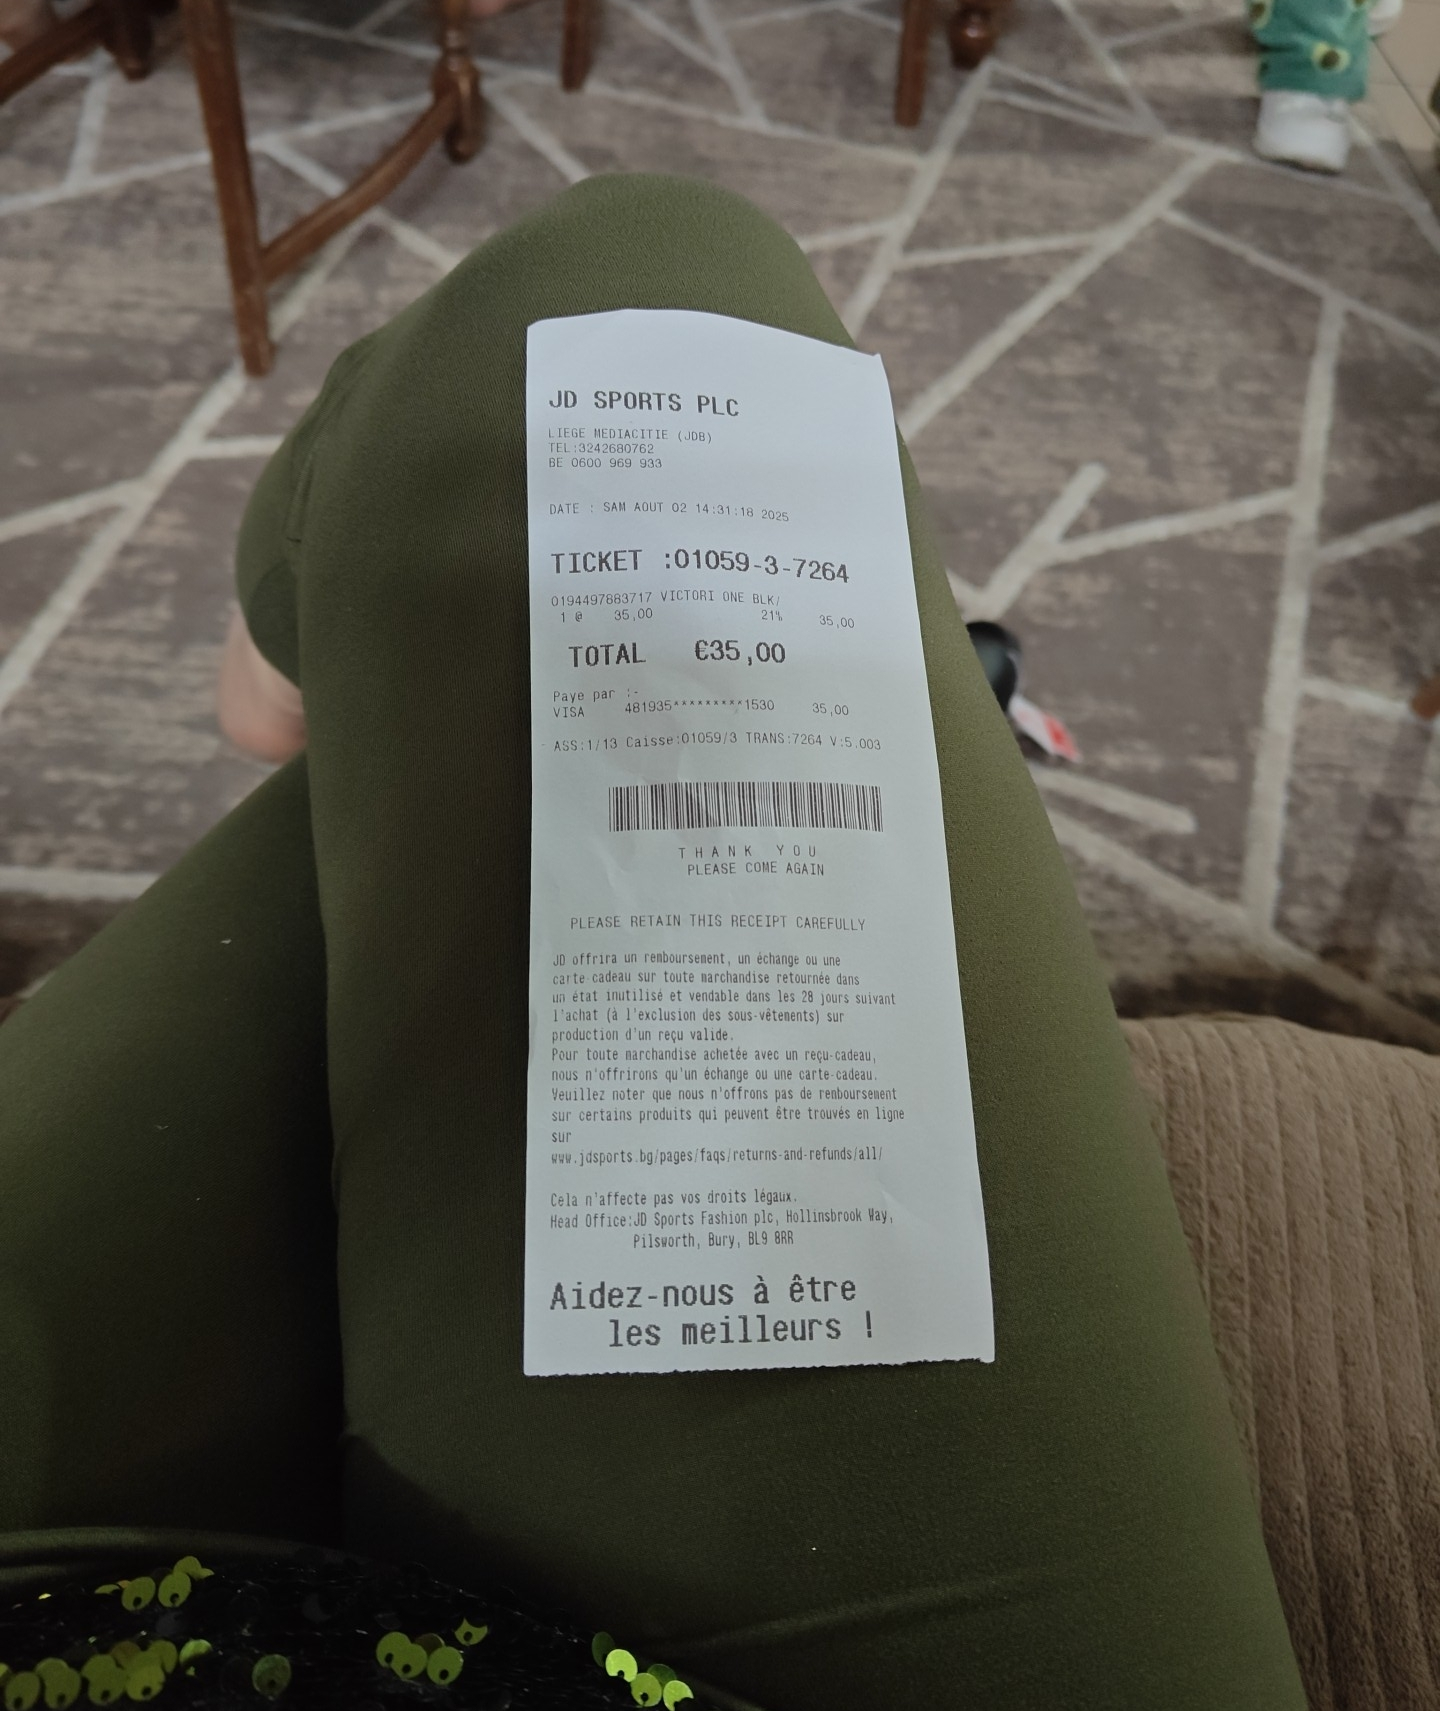 JD SPORTS PLC
LIEGE MEDIACITIE (JDB)
TEL:3242680762
BE 0600 969 933
DATE : SAM AOUT 02 14:31:18 2025
TICKET :01059-3-7264
0194497883717 VICTORI ONE BLK/
1 @ 35,00 21% 35,00
TOTAL €35,00
Paye par :-
VISA 481935*********1530 35,00
ASS:1/13 Caisse:01059/3 TRANS:7264 V:5.003
THANK YOU
PLEASE COME AGAIN
PLEASE RETAIN THIS RECEIPT CAREFULLY
JD offrira un remboursement, un échange ou une
carte-cadeau sur toute marchandise retournée dans
un état inutilisé et vendable dans les 28 jours suivant
l'achat (à l'exclusion des sous-vêtements) sur
production d'un reçu valide.
Pour toute marchandise achetée avec un reçu-cadeau,
nous n'offrirons qu'un échange ou une carte-cadeau.
Veuillez noter que nous n'offrons pas de remboursement
sur certains produits qui peuvent être trouvés en ligne
sur
www.jdsports.bg/pages/faqs/returns-and-refunds/all/
Cela n'affecte pas vos droits légaux.
Head Office:JD Sports Fashion plc, Hollinsbrook Way,
Pilsworth, Bury, BL9 8RR
Aidez-nous à être
les meilleurs !